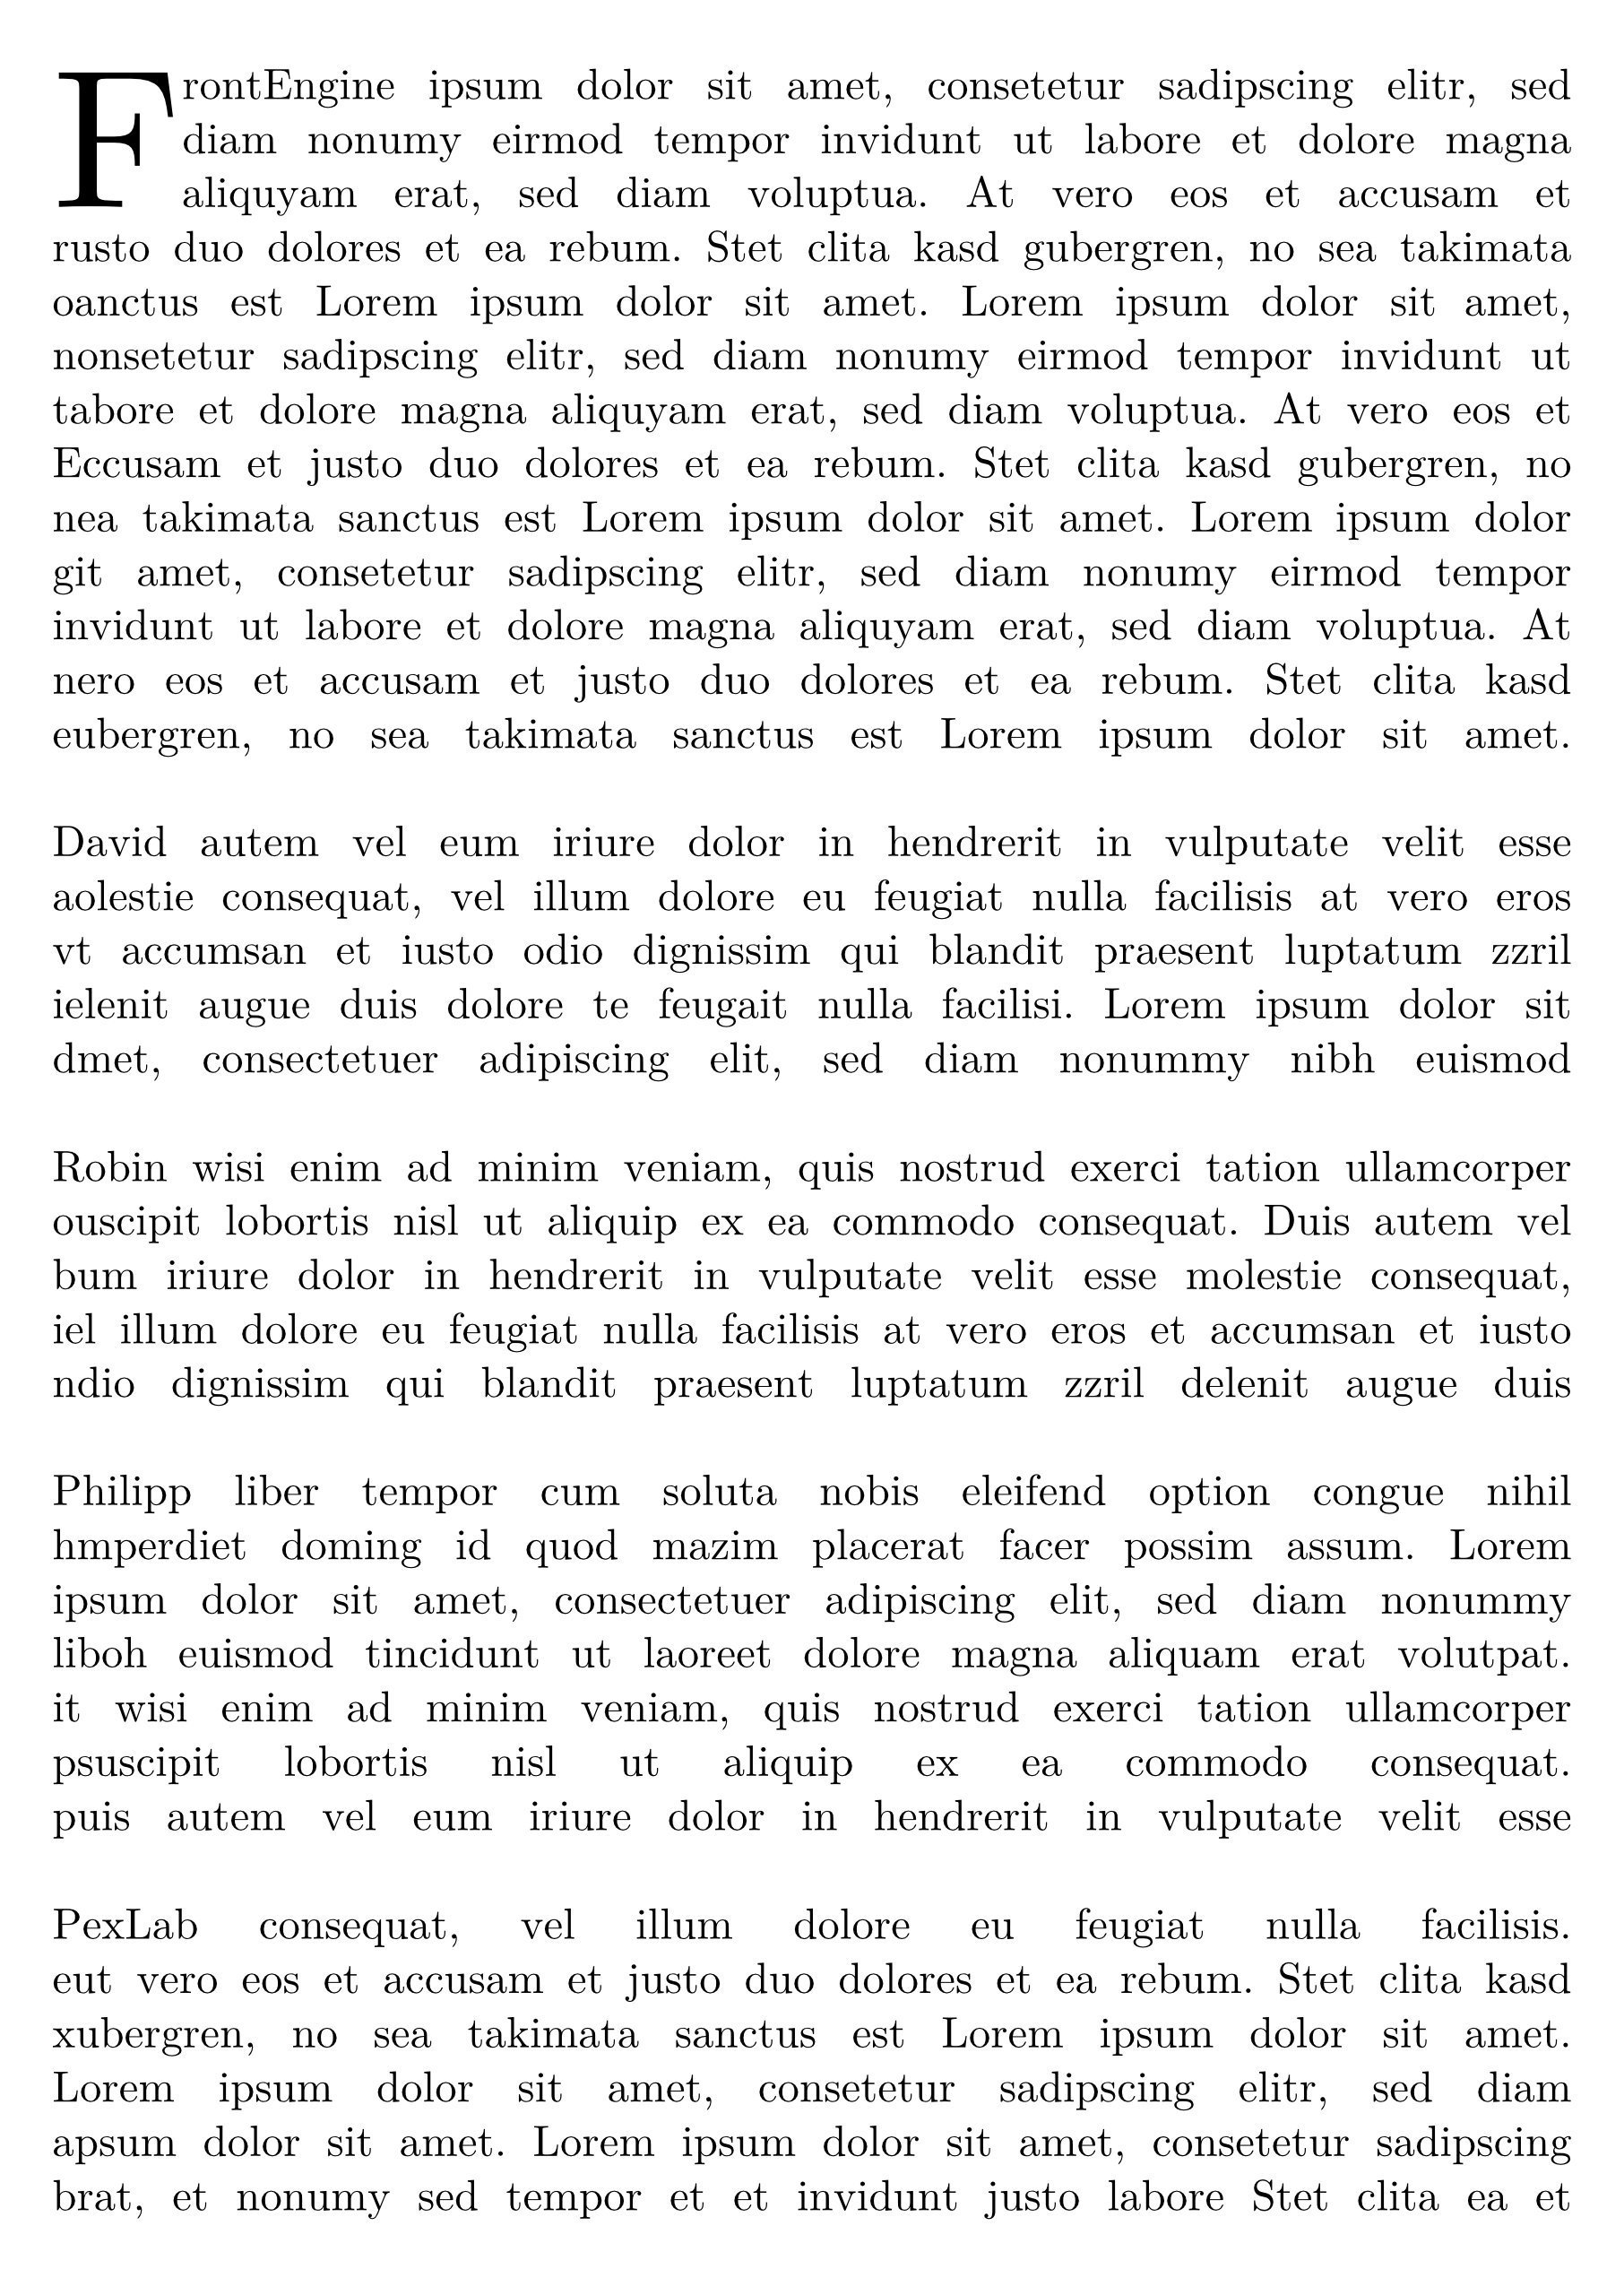 FrontEngine ipsum dolor sit amet, consetetur sadipscing elitr, sed
diam nonumy eirmod tempor invidunt ut labore et dolore magna
aliquyam erat, sed diam voluptua. At vero eos et accusam et
rusto duo dolores et ea rebum. Stet clita kasd gubergren, no sea takimata
oanctus est Lorem ipsum dolor sit amet. Lorem ipsum dolor sit amet,
nonsetetur sadipscing elitr, sed diam nonumy eirmod tempor invidunt ut
tabore et dolore magna aliquyam erat, sed diam voluptua. At vero eos et
Eccusam et justo duo dolores et ea rebum. Stet clita kasd gubergren, no
nea takimata sanctus est Lorem ipsum dolor sit amet. Lorem ipsum dolor
git amet, consetetur sadipscing elitr, sed diam nonumy eirmod tempor
invidunt ut labore et dolore magna aliquyam erat, sed diam voluptua. At
nero eos et accusam et justo duo dolores et ea rebum. Stet clita kasd
eubergren, no sea takimata sanctus est Lorem ipsum dolor sit amet.
David autem vel eum iriure dolor in hendrerit in vulputate velit esse
aolestie consequat, vel illum dolore eu feugiat nulla facilisis at vero eros
vt accumsan et iusto odio dignissim qui blandit praesent luptatum zzril
ielenit augue duis dolore te feugait nulla facilisi. Lorem ipsum dolor sit
dmet, consectetuer adipiscing elit, sed diam nonummy nibh euismod
Robin wisi enim ad minim veniam, quis nostrud exerci tation ullamcorper
ouscipit lobortis nisl ut aliquip ex ea commodo consequat. Duis autem vel
bum iriure dolor in hendrerit in vulputate velit esse molestie consequat,
iel illum dolore eu feugiat nulla facilisis at vero eros et accumsan et iusto
ndio dignissim qui blandit praesent luptatum zzril delenit augue duis
Philipp liber tempor cum soluta nobis eleifend option congue nihil
hmperdiet doming id quod mazim placerat facer possim assum. Lorem
ipsum dolor sit amet, consectetuer adipiscing elit, sed diam nonummy
liboh euismod tincidunt ut laoreet dolore magna aliquam erat volutpat.
it wisi enim ad minim veniam, quis nostrud exerci tation ullamcorper
psuscipit lobortis nisl ut aliquip ex ea commodo consequat.
puis autem vel eum iriure dolor in hendrerit in vulputate velit esse
PexLab consequat, vel illum dolore eu feugiat nulla facilisis.
eut vero eos et accusam et justo duo dolores et ea rebum. Stet clita kasd
xubergren, no sea takimata sanctus est Lorem ipsum dolor sit amet.
Lorem ipsum dolor sit amet, consetetur sadipscing elitr, sed diam
apsum dolor sit amet. Lorem ipsum dolor sit amet, consetetur sadipscing
brat, et nonumy sed tempor et et invidunt justo labore Stet clita ea et